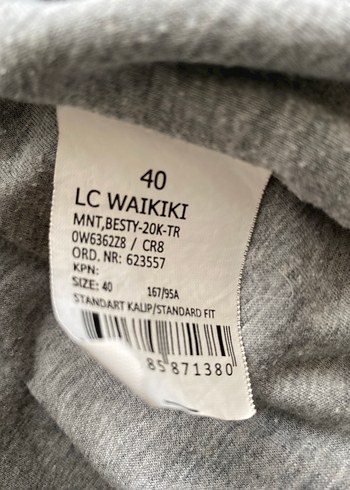 40
LC WAIKIKI
MNT,BESTY-20K-TR
0W6362Z8 / CR8
ORD. NR: 623557
KPN:
SIZE: 40 167/95A
STANDART KALIP/STANDARD FIT
85871380